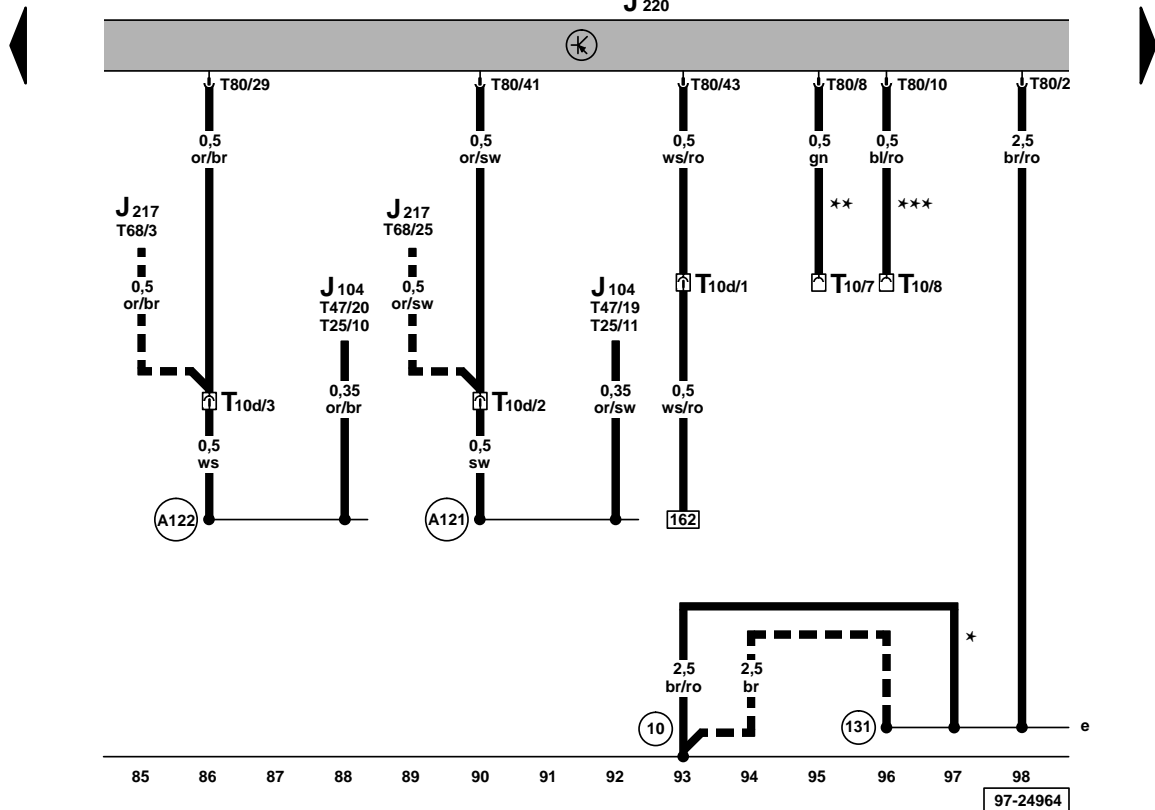 J 220
T80/29 T80/41 T80/43 T80/8 T80/10 T80/2
0,5 0,5 0,5 0,5 0,5 2,5
or/br or/sw ws/ro gn bl/ro br/ro
** ***
J 217 J 217
T68/3 T68/25
0,5 J 104 0,5 J 104 T10d/1 T10/7 T10/8
or/br T47/20 or/sw T47/19
T25/10 T25/11
0,35 0,35 0,5
or/br or/sw ws/ro
T10d/3 T10d/2
0,5 0,5
ws sw
A122 A121 162
*
2,5 2,5
br/ro br
10 131 e
85 86 87 88 89 90 91 92 93 94 95 96 97 98
97-24964